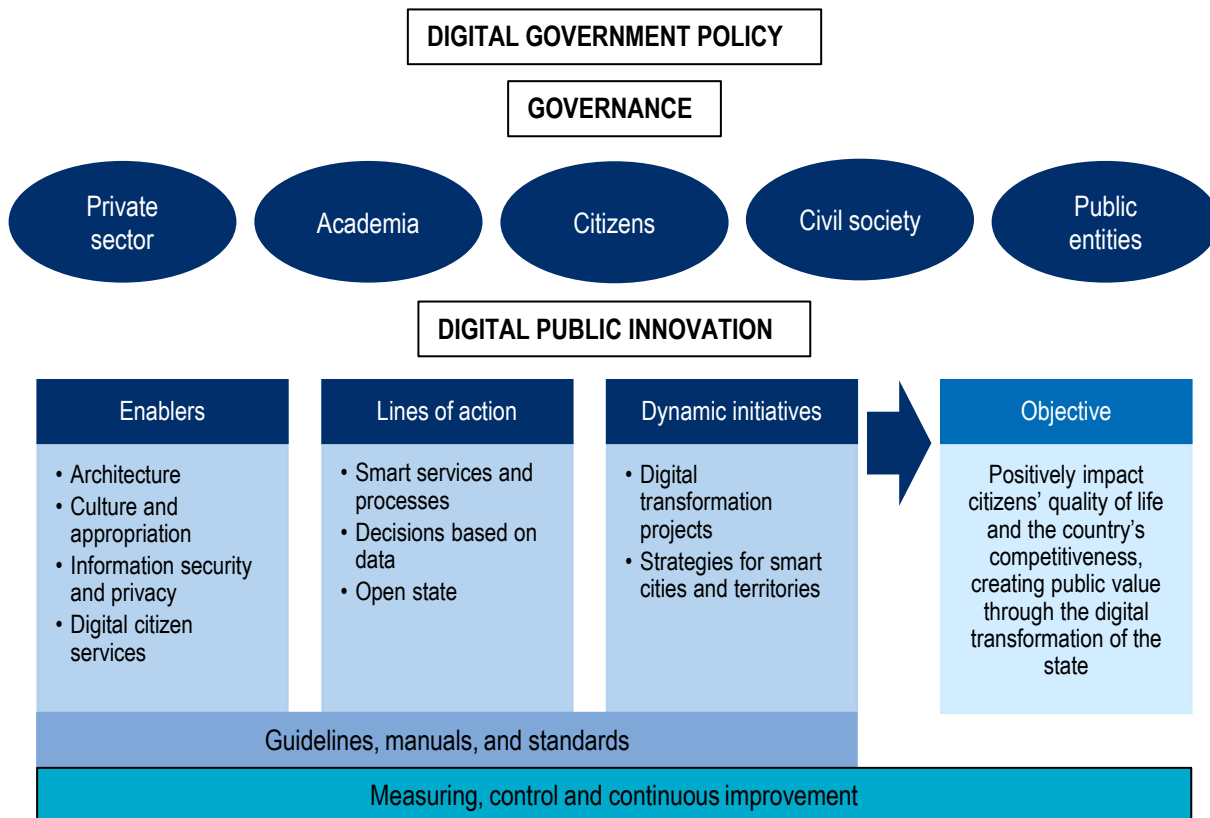 DIGITAL GOVERNMENT POLICY
GOVERNANCE
Private
sector
Academia
Citizens
Civil society
Public
entities
DIGITAL PUBLIC INNOVATION
Enablers
• Architecture
• Culture and
appropriation
• Information security
and privacy
• Digital citizen
services
Lines of action
• Smart services and
processes
• Decisions based on
data
• Open state
Dynamic initiatives
• Digital
transformation
projects
• Strategies for smart
cities and territories
Objective
Positively impact
citizens’ quality of life
and the country’s
competitiveness,
creating public value
through the digital
transformation of the
state
Guidelines, manuals, and standards
Measuring, control and continuous improvement